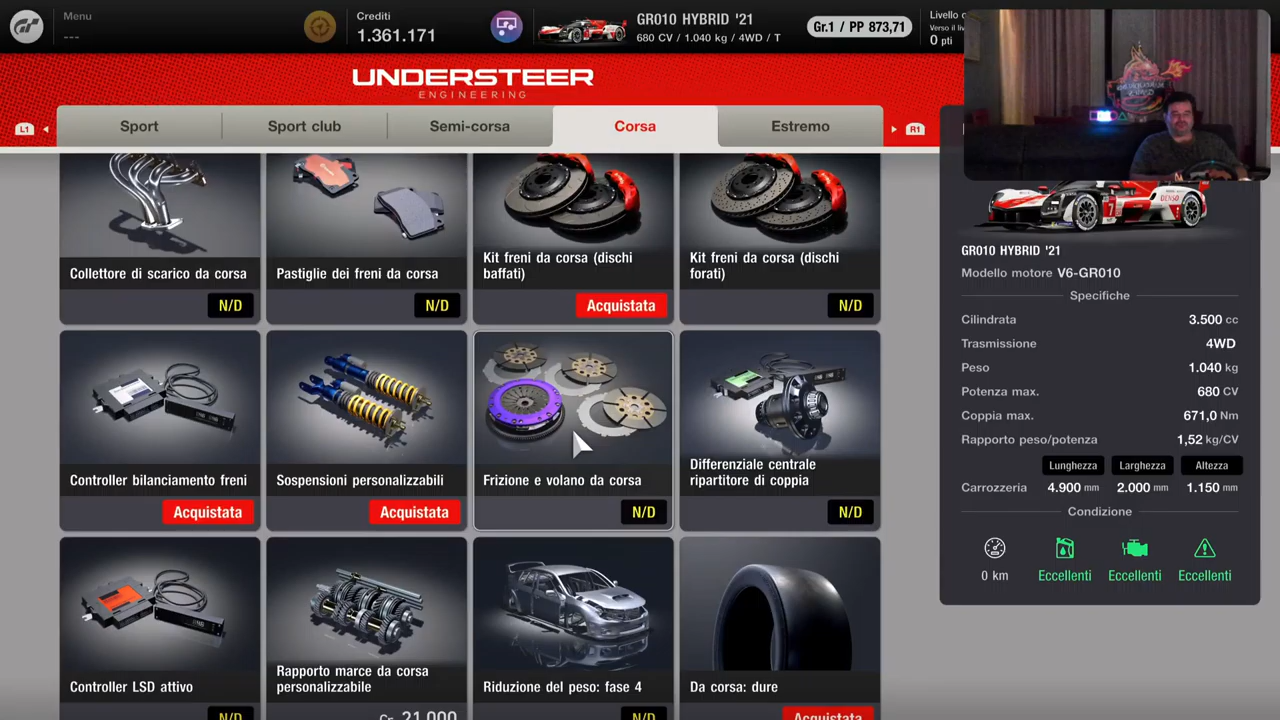 Menu
---
Crediti
1.361.171
GR010 HYBRID '21
680 CV / 1.040 kg / 4WD / T
Gr.1 / PP 873,71
Livello
Verso il
0 pti
UNDERSTEER
ENGINEERING
L1
Sport
Sport club
Semi-corsa
Corsa
Estremo
R1
Collettore di scarico da corsa
N/D
Pastiglie dei freni da corsa
N/D
Kit freni da corsa (dischi
baffati)
Acquistata
Kit freni da corsa (dischi
forati)
N/D
Controller bilanciamento freni
Acquistata
Sospensioni personalizzabili
Acquistata
Frizione e volano da corsa
N/D
Differenziale centrale
ripartitore di coppia
N/D
Controller LSD attivo
N/D
Rapporto marce da corsa
personalizzabile
Cr. 21.000
Riduzione del peso: fase 4
N/D
Da corsa: dure
Acquistata
GR010 HYBRID '21
Modello motore V6-GR010
Specifiche
Cilindrata 3.500 cc
Trasmissione 4WD
Peso 1.040 kg
Potenza max. 680 CV
Coppia max. 671,0 Nm
Rapporto peso/potenza 1,52 kg/CV
Lunghezza Larghezza Altezza
Carrozzeria 4.900 mm 2.000 mm 1.150 mm
Condizione
0 km Eccellenti Eccellenti Eccellenti